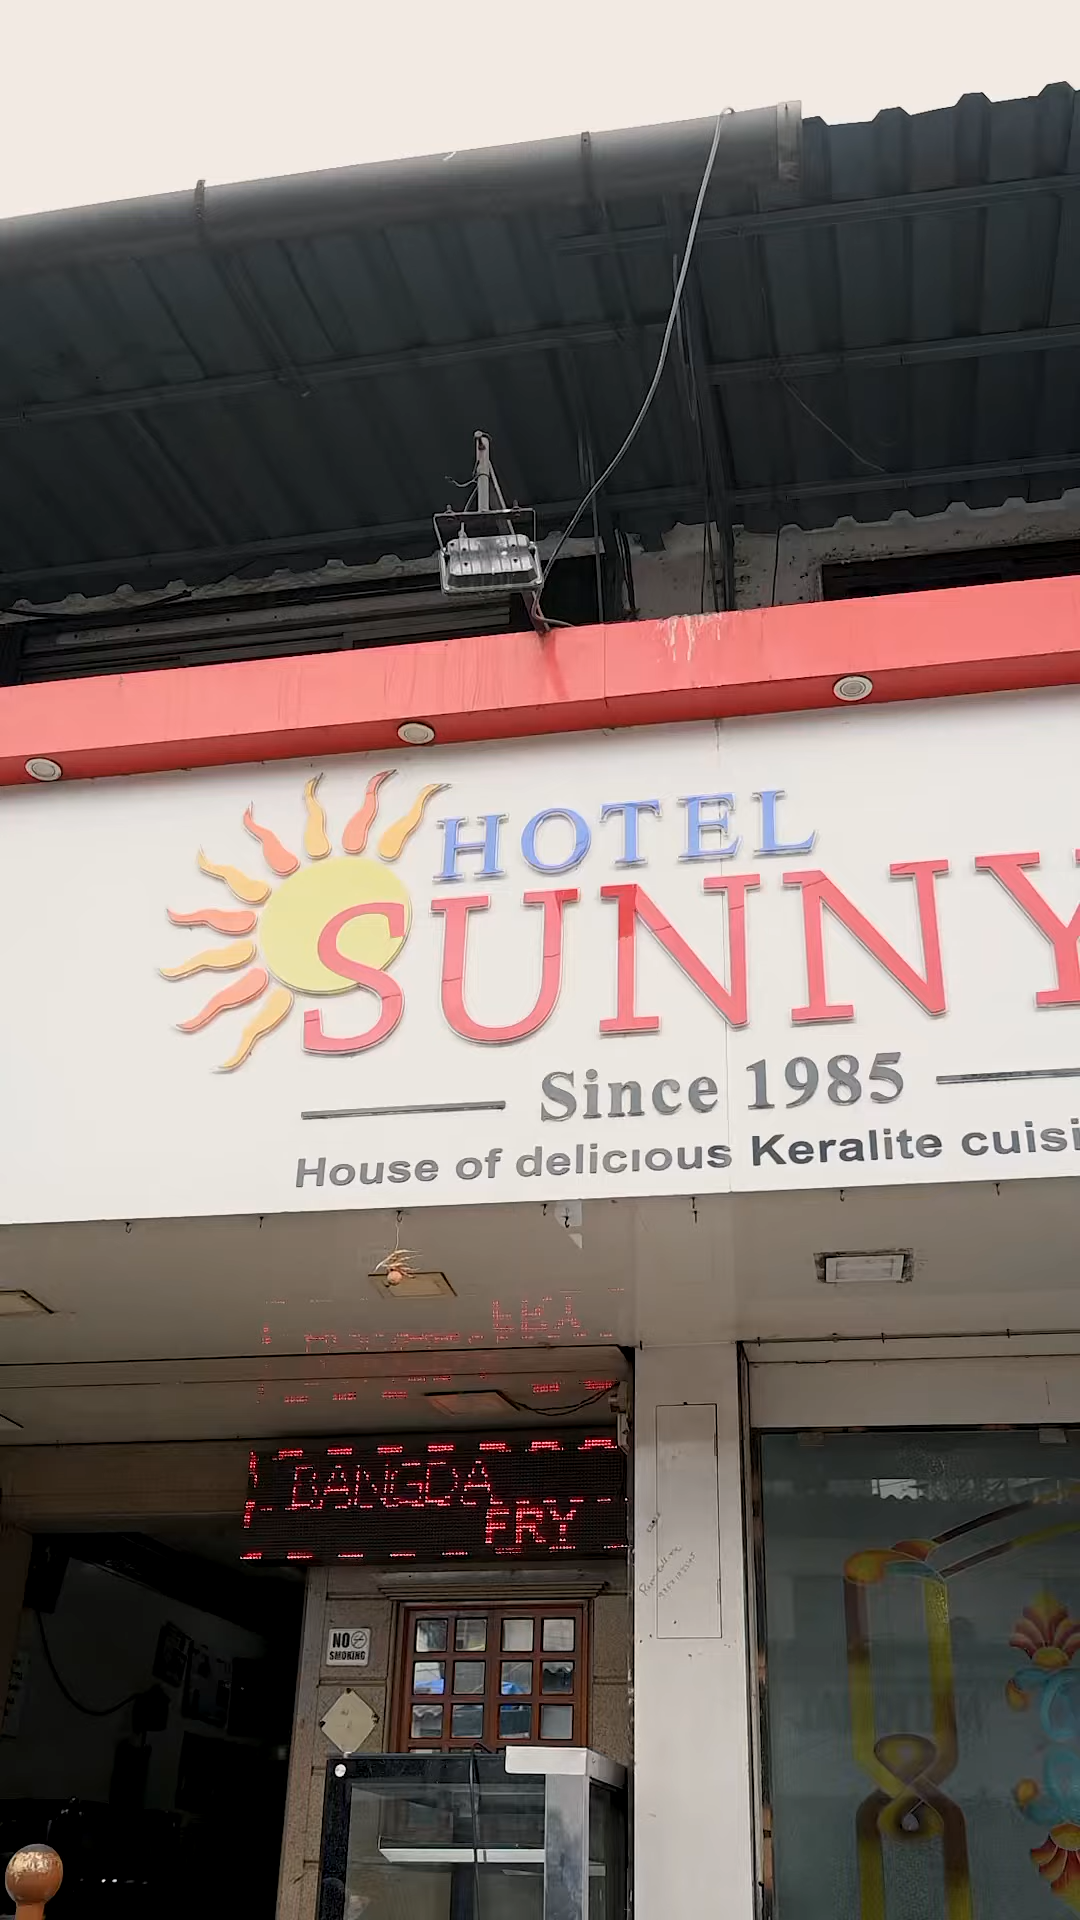 HOTEL
SUNNY
Since 1985
House of delicious Keralite cuisi
BANGDA
FRY
NO
SMOKING